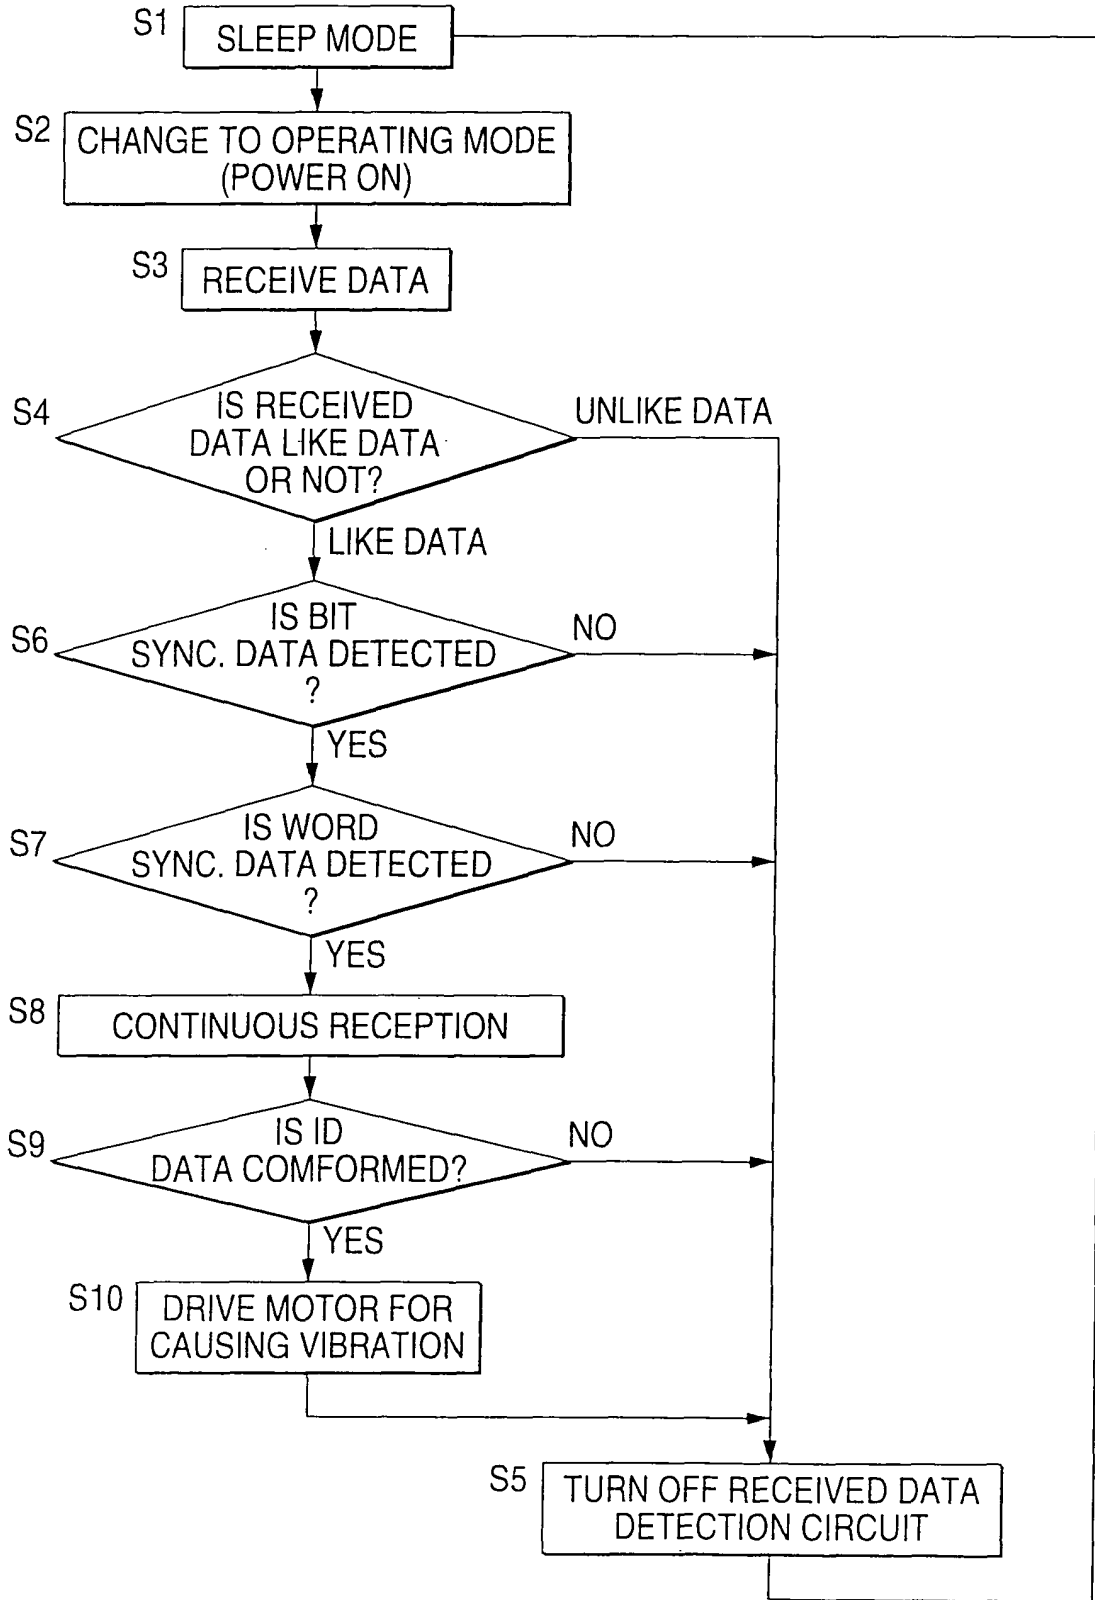 S1
SLEEP MODE
S2
CHANGE TO OPERATING MODE
(POWER ON)
S3
RECEIVE DATA
S4
IS RECEIVED
DATA LIKE DATA
OR NOT?
UNLIKE DATA
LIKE DATA
S6
IS BIT
SYNC. DATA DETECTED
?
NO
YES
S7
IS WORD
SYNC. DATA DETECTED
?
NO
YES
S8
CONTINUOUS RECEPTION
S9
IS ID
DATA COMFORMED?
NO
YES
S10
DRIVE MOTOR FOR
CAUSING VIBRATION
S5
TURN OFF RECEIVED DATA
DETECTION CIRCUIT